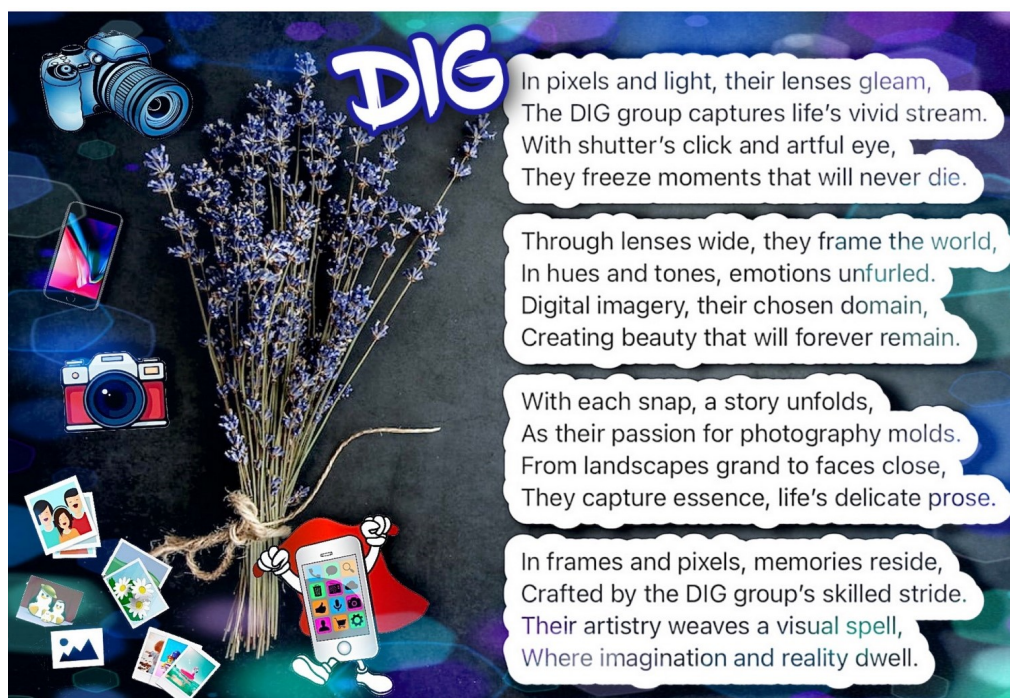 DIG
In pixels and light, their lenses gleam,
The DIG group captures life's vivid stream.
With shutter's click and artful eye,
They freeze moments that will never die.
Through lenses wide, they frame the world,
In hues and tones, emotions unfurled.
Digital imagery, their chosen domain,
Creating beauty that will forever remain.
With each snap, a story unfolds,
As their passion for photography molds.
From landscapes grand to faces close,
They capture essence, life's delicate prose.
In frames and pixels, memories reside,
Crafted by the DIG group's skilled stride.
Their artistry weaves a visual spell,
Where imagination and reality dwell.